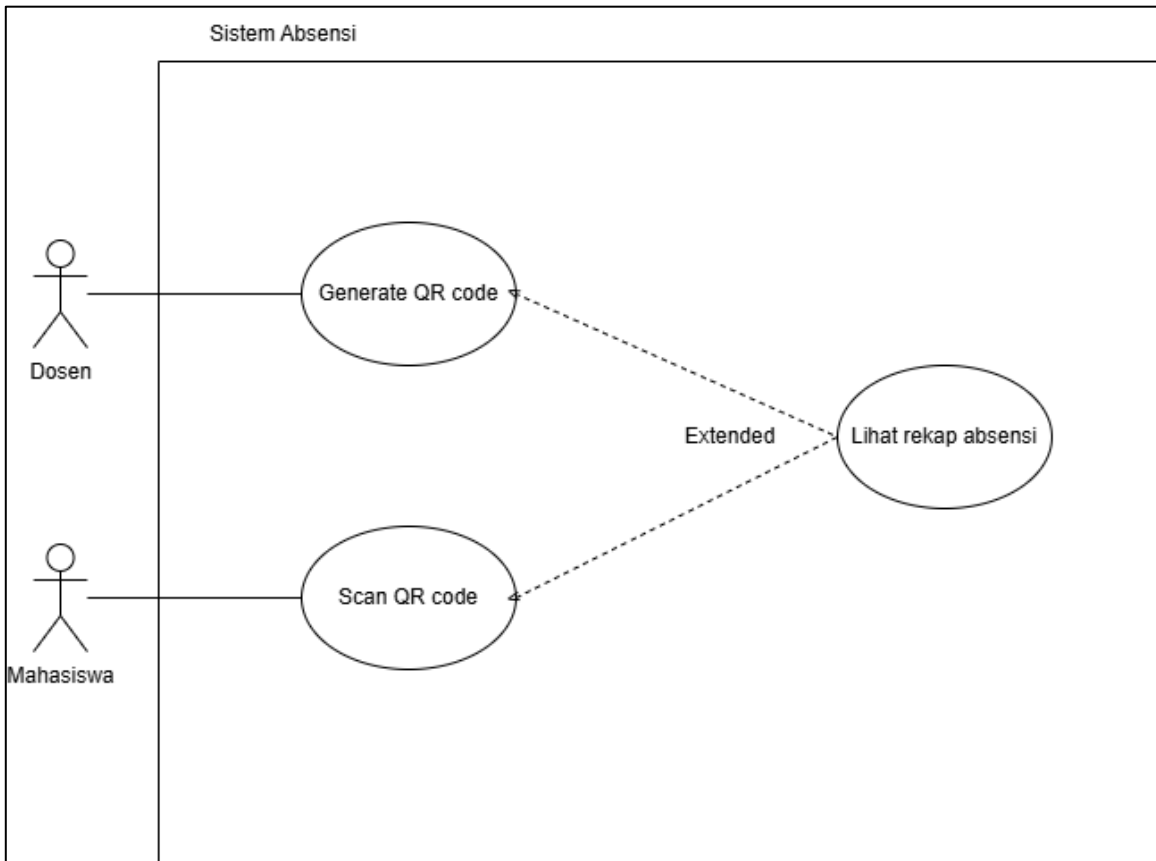 Sistem Absensi
Generate QR code
Dosen
Extended
Lihat rekap absensi
Scan QR code
Mahasiswa